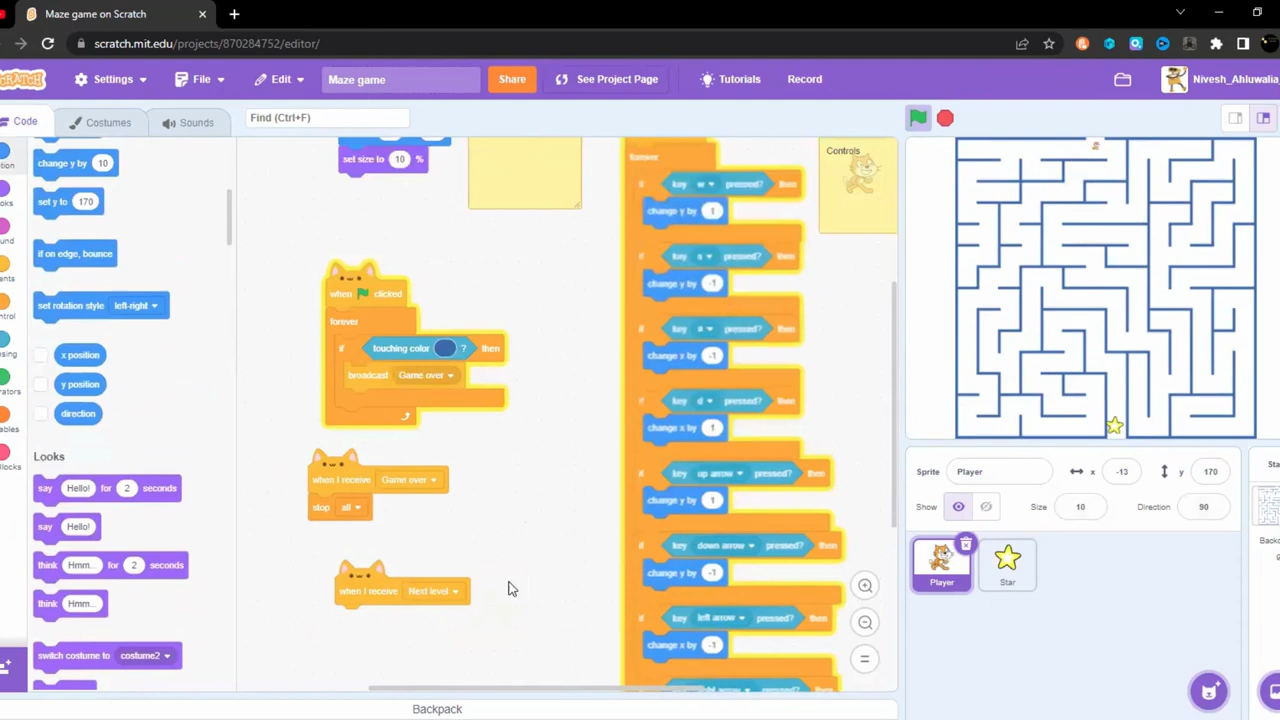 Maze game on Scratch
scratch.mit.edu/projects/870284752/editor/
SCRATCH
Settings
File
Edit
Maze game
Share
See Project Page
Tutorials
Record
Nivesh_Ahluwalia
Code
Costumes
Sounds
Find (Ctrl+F)
change y by 10
set y to 170
if on edge, bounce
set rotation style left-right
x position
y position
direction
Looks
say Hello! for 2 seconds
say Hello!
think Hmm... for 2 seconds
think Hmm...
switch costume to costume2
set size to 10 %
when clicked
forever
if touching color ? then
broadcast Game over
when I receive Game over
stop all
when I receive Next level
forever
if key w pressed? then
change y by 1
if key s pressed? then
change y by -1
if key a pressed? then
change x by -1
if key d pressed? then
change x by 1
if key up arrow pressed? then
change y by 1
if key down arrow pressed? then
change y by -1
if key left arrow pressed? then
change x by -1
Controls
Sprite Player x -13 y 170
Show Size 10 Direction 90
Player
Star
Backpack